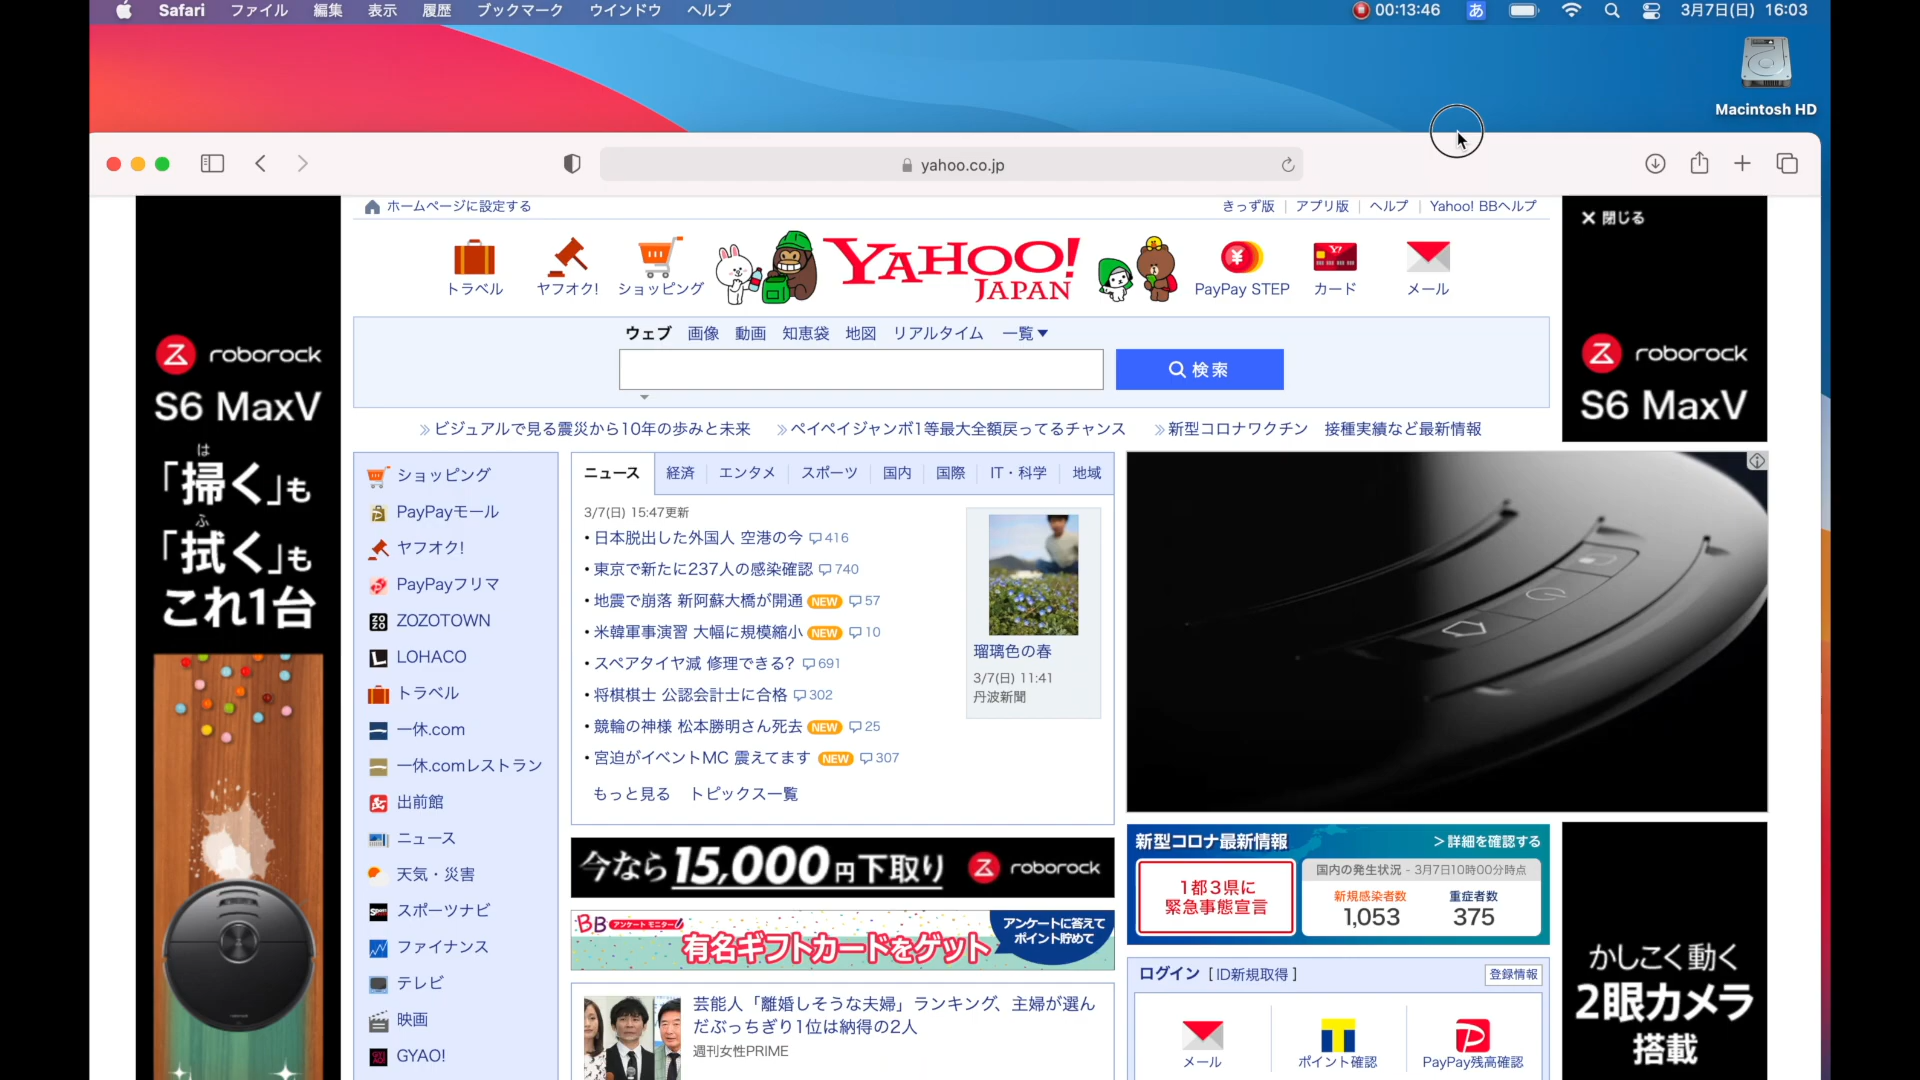 Safari ファイル 編集 表示 履歴 ブックマーク ウインドウ ヘルプ 00:13:46 あ 3月7日(日) 16:03
Macintosh HD
yahoo.co.jp
ホームページに設定する きっず版 アプリ版 ヘルプ Yahoo! BBヘルプ
トラベル ヤフオク! ショッピング YAHOO! JAPAN PayPay STEP カード メール
ウェブ 画像 動画 知恵袋 地図 リアルタイム 一覧▼
検索
ビジュアルで見る震災から10年の歩みと未来 ペイペイジャンボ1等最大全額戻ってるチャンス 新型コロナワクチン 接種実績など最新情報
roborock
S6 MaxV
「掃く」も
は
「拭く」も
ふ
これ1台
ショッピング
PayPayモール
ヤフオク!
PayPayフリマ
ZOZOTOWN
LOHACO
トラベル
一休.com
一休.comレストラン
出前館
ニュース
天気・災害
スポーツナビ
ファイナンス
テレビ
映画
GYAO!
ニュース 経済 エンタメ スポーツ 国内 国際 IT・科学 地域
3/7(日) 15:47更新
・日本脱出した外国人 空港の今 416
・東京で新たに237人の感染確認 740
・地震で崩落 新阿蘇大橋が開通 NEW 57
・米韓軍事演習 大幅に規模縮小 NEW 10
・スペアタイヤ減 修理できる? 691
・将棋棋士 公認会計士に合格 302
・競輪の神様 松本勝明さん死去 NEW 25
・宮迫がイベントMC 震えてます NEW 307
もっと見る トピックス一覧
瑠璃色の春
3/7(日) 11:41
丹波新聞
今なら15,000円下取り roborock
BB アンケートモニター
有名ギフトカードをゲット
アンケートに答えて
ポイント貯めて
芸能人「離婚しそうな夫婦」ランキング、主婦が選ん
だぶっちぎり1位は納得の2人
週刊女性PRIME
× 閉じる
roborock
S6 MaxV
新型コロナ最新情報 >詳細を確認する
1都3県に
緊急事態宣言
国内の発生状況 - 3月7日10時00分時点
新規感染者数 重症者数
1,053 375
ログイン [ ID新規取得 ] 登録情報
メール ポイント確認 PayPay残高確認
かしこく動く
2眼カメラ
搭載